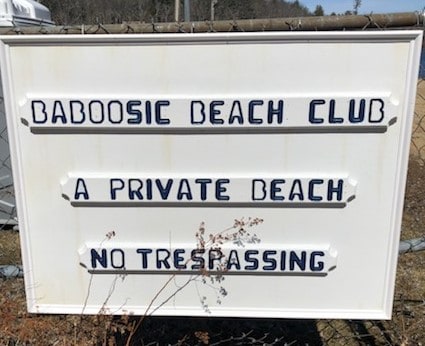 BABOOSIC BEACH CLUB
A PRIVATE BEACH
NO TRESPASSING